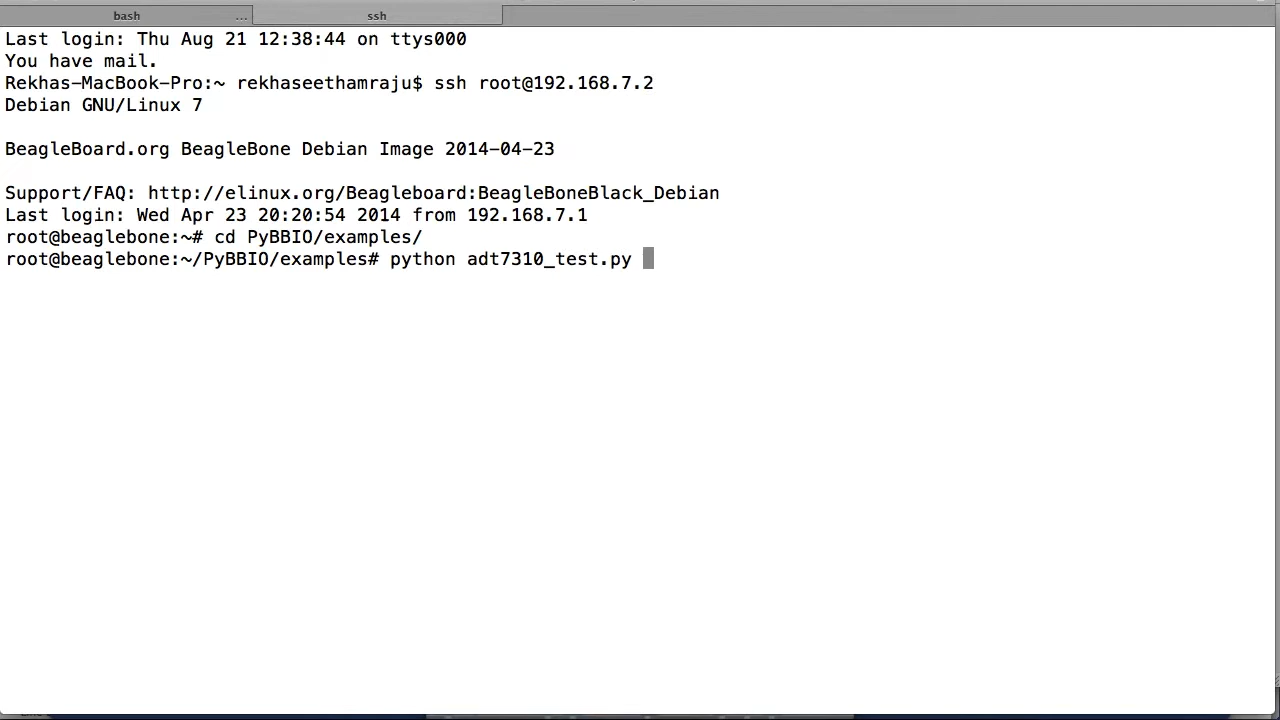 bash ... ssh
Last login: Thu Aug 21 12:38:44 on ttys000
You have mail.
Rekhas-MacBook-Pro:~ rekhaseethamraju$ ssh root@192.168.7.2
Debian GNU/Linux 7
BeagleBoard.org BeagleBone Debian Image 2014-04-23
Support/FAQ: http://elinux.org/Beagleboard:BeagleBoneBlack_Debian
Last login: Wed Apr 23 20:20:54 2014 from 192.168.7.1
root@beaglebone:~# cd PyBBIO/examples/
root@beaglebone:~/PyBBIO/examples# python adt7310_test.py